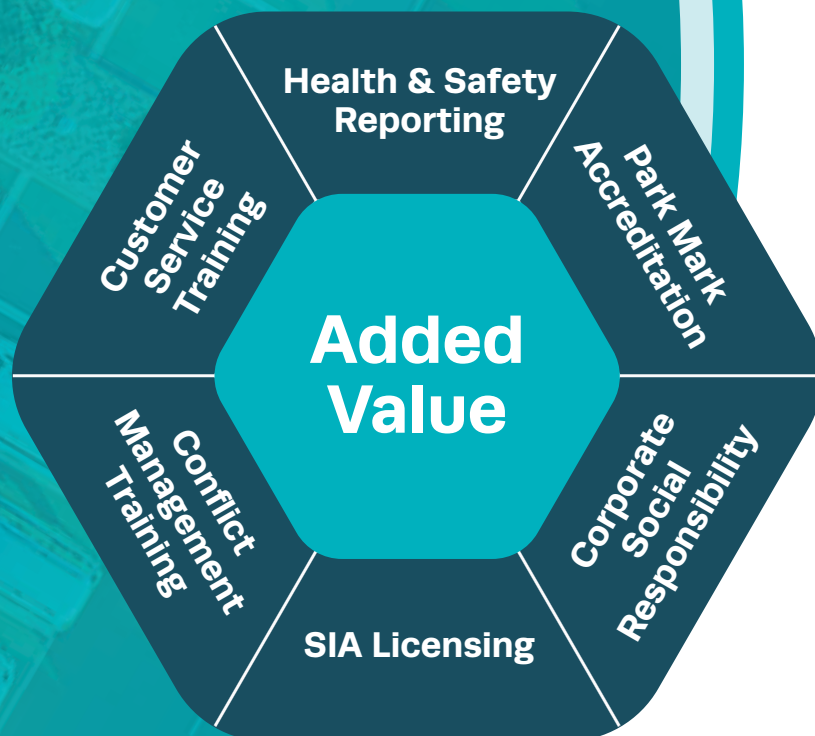 Health & Safety
Reporting
Park Mark
Accreditation
Corporate
Social
Responsibility
SIA Licensing
Conflict
Management
Training
Customer
Service
Training
Added
Value